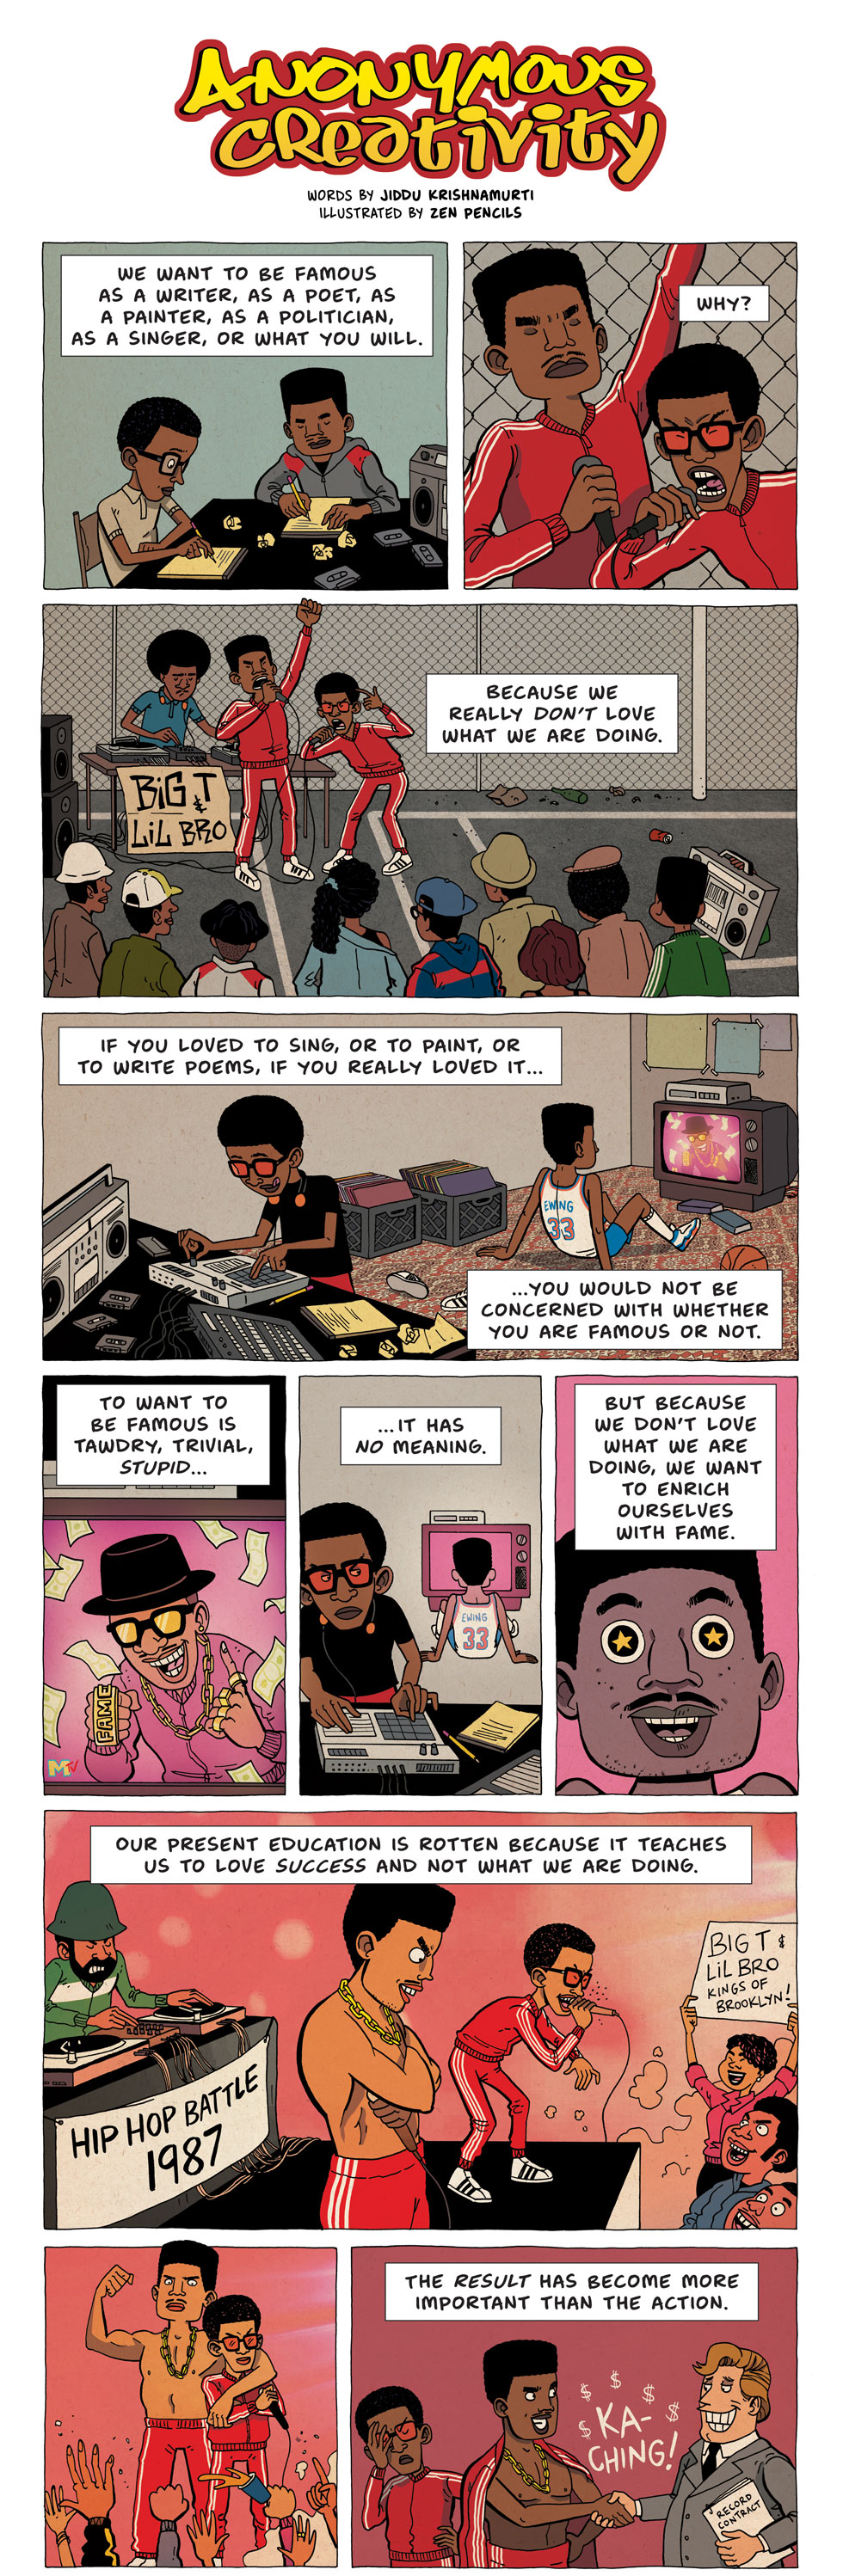 ANONYMOUS
CREATIVITY
WORDS BY JIDDU KRISHNAMURTI
ILLUSTRATED BY ZEN PENCILS
WE WANT TO BE FAMOUS
AS A WRITER, AS A POET, AS
A PAINTER, AS A POLITICIAN,
AS A SINGER, OR WHAT YOU WILL.
WHY?
BECAUSE WE
REALLY DON'T LOVE
WHAT WE ARE DOING.
BIG T
&
LIL BRO
IF YOU LOVED TO SING, OR TO PAINT, OR
TO WRITE POEMS, IF YOU REALLY LOVED IT...
EWING
33
...YOU WOULD NOT BE
CONCERNED WITH WHETHER
YOU ARE FAMOUS OR NOT.
TO WANT TO
BE FAMOUS IS
TAWDRY, TRIVIAL,
STUPID...
FAME
MTV
...IT HAS
NO MEANING.
EWING
33
BUT BECAUSE
WE DON'T LOVE
WHAT WE ARE
DOING, WE WANT
TO ENRICH
OURSELVES
WITH FAME.
OUR PRESENT EDUCATION IS ROTTEN BECAUSE IT TEACHES
US TO LOVE SUCCESS AND NOT WHAT WE ARE DOING.
HIP HOP BATTLE
1987
BIG T &
LIL BRO
KINGS OF
BROOKLYN!
THE RESULT HAS BECOME MORE
IMPORTANT THAN THE ACTION.
$ $ $ $ $
KA-
CHING!
RECORD
CONTRACT